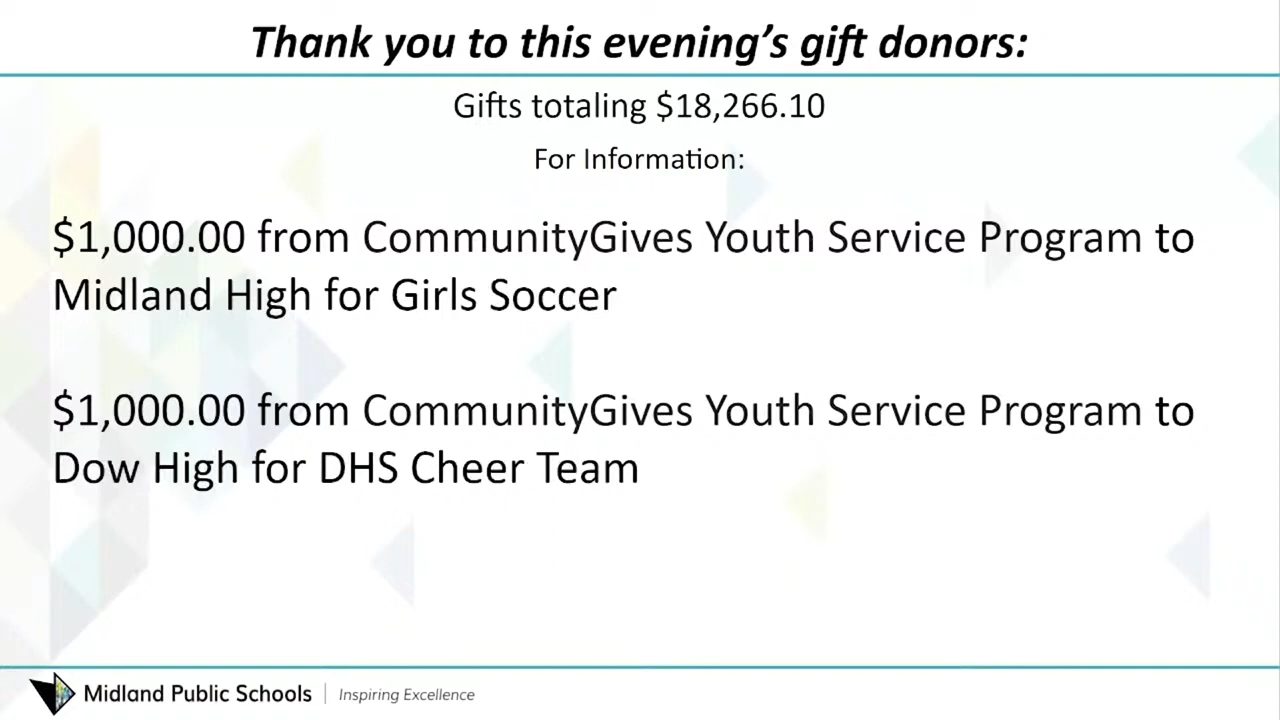 Thank you to this evening’s gift donors:
Gifts totaling $18,266.10
For Information:
$1,000.00 from CommunityGives Youth Service Program to
Midland High for Girls Soccer
$1,000.00 from CommunityGives Youth Service Program to
Dow High for DHS Cheer Team
Midland Public Schools | Inspiring Excellence